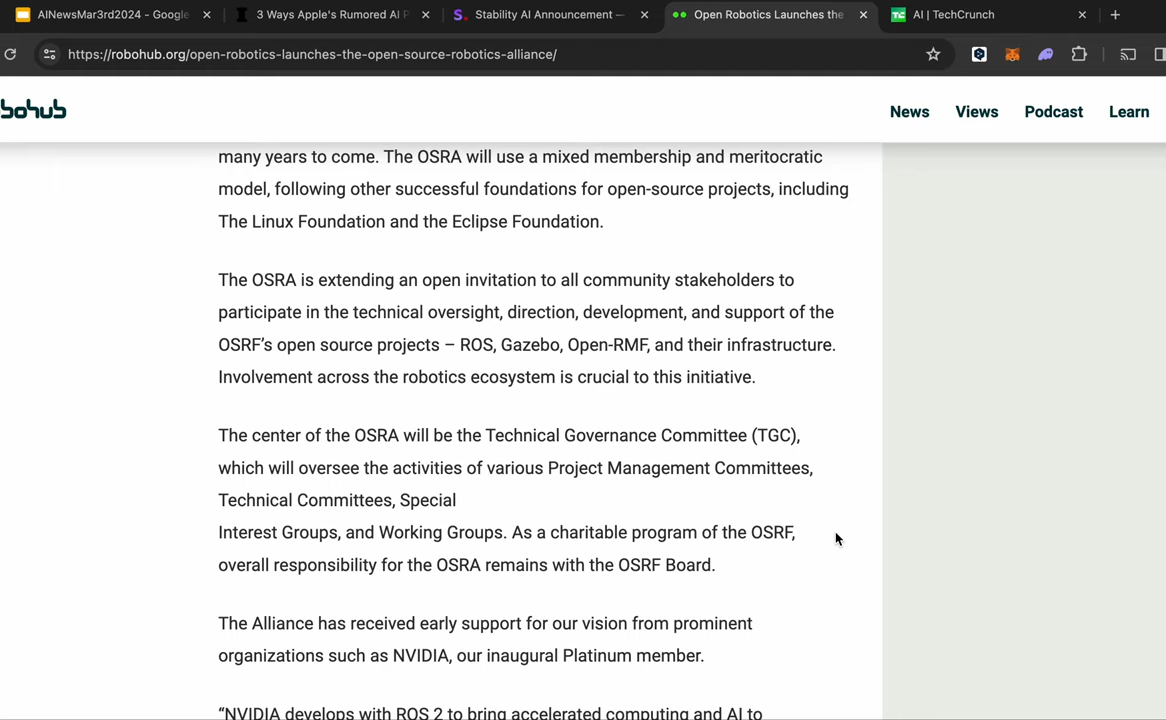 AINewsMar3rd2024 - Google
3 Ways Apple's Rumored AI P
S. Stability AI Announcement —
Open Robotics Launches the
TC AI | TechCrunch
https://robohub.org/open-robotics-launches-the-open-source-robotics-alliance/
bohub
News Views Podcast Learn
many years to come. The OSRA will use a mixed membership and meritocratic
model, following other successful foundations for open-source projects, including
The Linux Foundation and the Eclipse Foundation.
The OSRA is extending an open invitation to all community stakeholders to
participate in the technical oversight, direction, development, and support of the
OSRF's open source projects – ROS, Gazebo, Open-RMF, and their infrastructure.
Involvement across the robotics ecosystem is crucial to this initiative.
The center of the OSRA will be the Technical Governance Committee (TGC),
which will oversee the activities of various Project Management Committees,
Technical Committees, Special
Interest Groups, and Working Groups. As a charitable program of the OSRF,
overall responsibility for the OSRA remains with the OSRF Board.
The Alliance has received early support for our vision from prominent
organizations such as NVIDIA, our inaugural Platinum member.
“NVIDIA develops with ROS 2 to bring accelerated computing and AI to